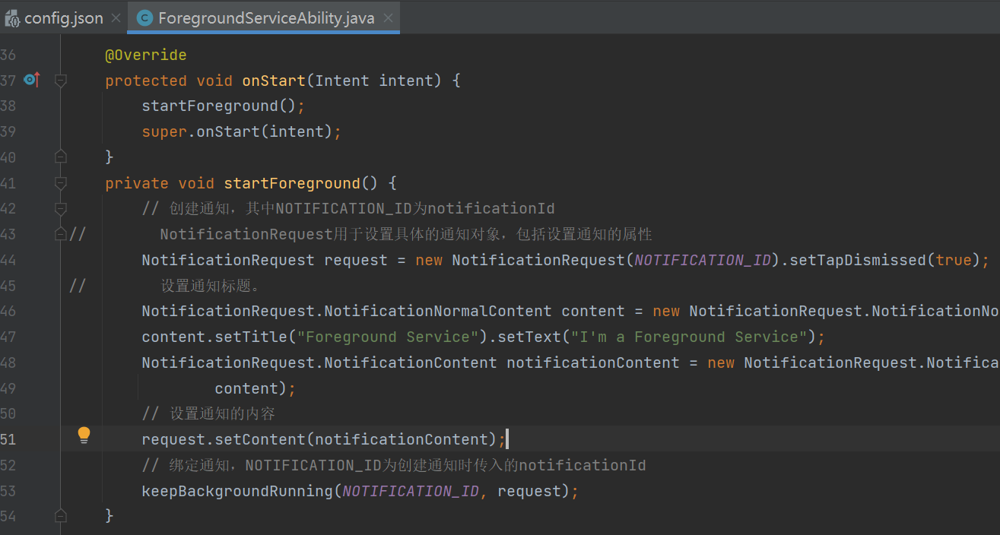 config.json ForegroundServiceAbility.java
36 @Override
37 protected void onStart(Intent intent) {
38 startForeground();
39 super.onStart(intent);
40 }
41 private void startForeground() {
42 // 创建通知，其中NOTIFICATION_ID为notificationId
43 // NotificationRequest用于设置具体的通知对象，包括设置通知的属性
44 NotificationRequest request = new NotificationRequest(NOTIFICATION_ID).setTapDismissed(true);
45 // 设置通知标题。
46 NotificationRequest.NotificationNormalContent content = new NotificationRequest.NotificationNo
47 content.setTitle("Foreground Service").setText("I'm a Foreground Service");
48 NotificationRequest.NotificationContent notificationContent = new NotificationRequest.Notifica
49 content);
50 // 设置通知的内容
51 request.setContent(notificationContent);
52 // 绑定通知，NOTIFICATION_ID为创建通知时传入的notificationId
53 keepBackgroundRunning(NOTIFICATION_ID, request);
54 }